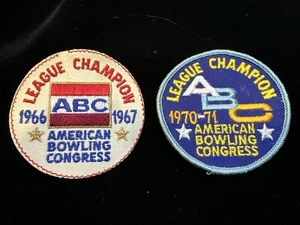 LEAGUE CHAMPION
ABC
1966 1967
AMERICAN
BOWLING
CONGRESS
LEAGUE CHAMPION
ABC
1970-71
AMERICAN
BOWLING
CONGRESS